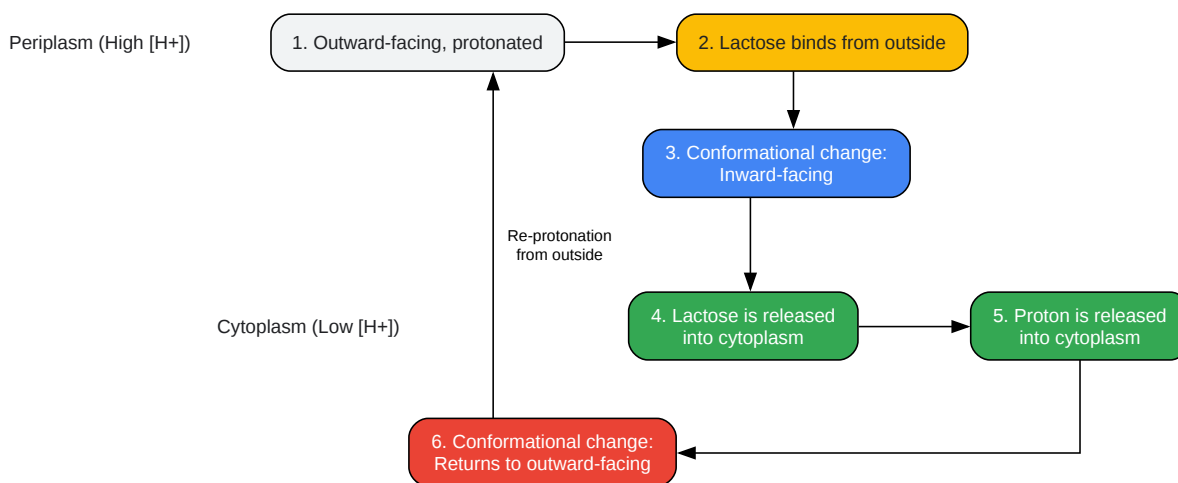 Periplasm (High [H+])
1. Outward-facing, protonated
2. Lactose binds from outside
3. Conformational change:
Inward-facing
Re-protonation
from outside
Cytoplasm (Low [H+])
4. Lactose is released
into cytoplasm
5. Proton is released
into cytoplasm
6. Conformational change:
Returns to outward-facing